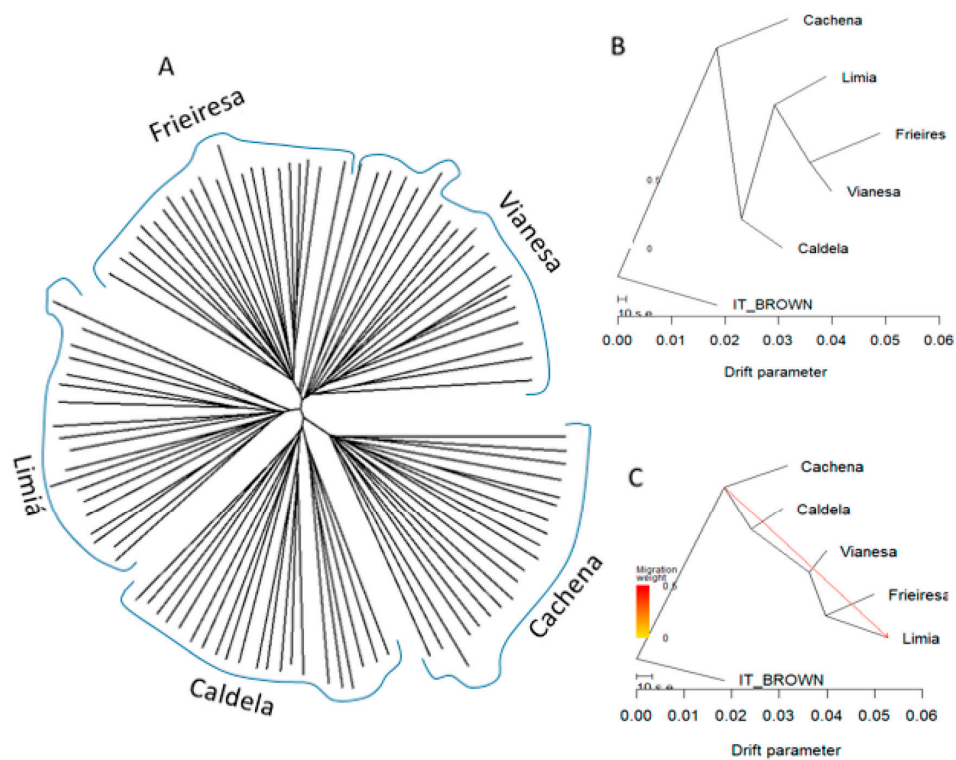 A
Frieiresa
Vianesa
Limiá
Caldela
Cachena
B
Cachena
Limia
Frieires
Vianesa
Caldela
IT_BROWN
0.5
0
10 s.e
0.00 0.01 0.02 0.03 0.04 0.05 0.06
Drift parameter
C
Cachena
Caldela
Vianesa
Frieiresa
Limia
IT_BROWN
Migration
weight
0.5
0
10 s.e
0.00 0.01 0.02 0.03 0.04 0.05 0.06
Drift parameter